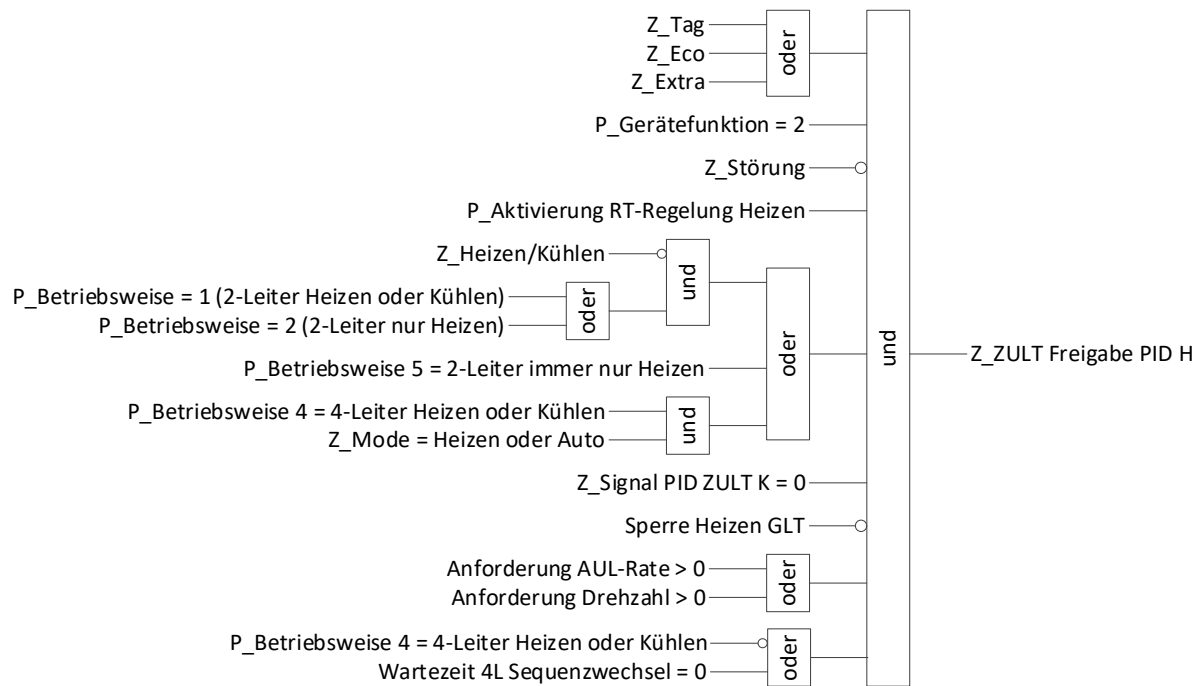 Z_Tag
Z_Eco
Z_Extra
oder
P_Gerätefunktion = 2
Z_Störung
P_Aktivierung RT-Regelung Heizen
Z_Heizen/Kühlen
P_Betriebsweise = 1 (2-Leiter Heizen oder Kühlen)
P_Betriebsweise = 2 (2-Leiter nur Heizen)
oder
und
P_Betriebsweise 5 = 2-Leiter immer nur Heizen
P_Betriebsweise 4 = 4-Leiter Heizen oder Kühlen
Z_Mode = Heizen oder Auto
und
oder
Z_Signal PID ZULT K = 0
Sperre Heizen GLT
Anforderung AUL-Rate > 0
Anforderung Drehzahl > 0
oder
P_Betriebsweise 4 = 4-Leiter Heizen oder Kühlen
Wartezeit 4L Sequenzwechsel = 0
oder
und
Z_ZULT Freigabe PID H